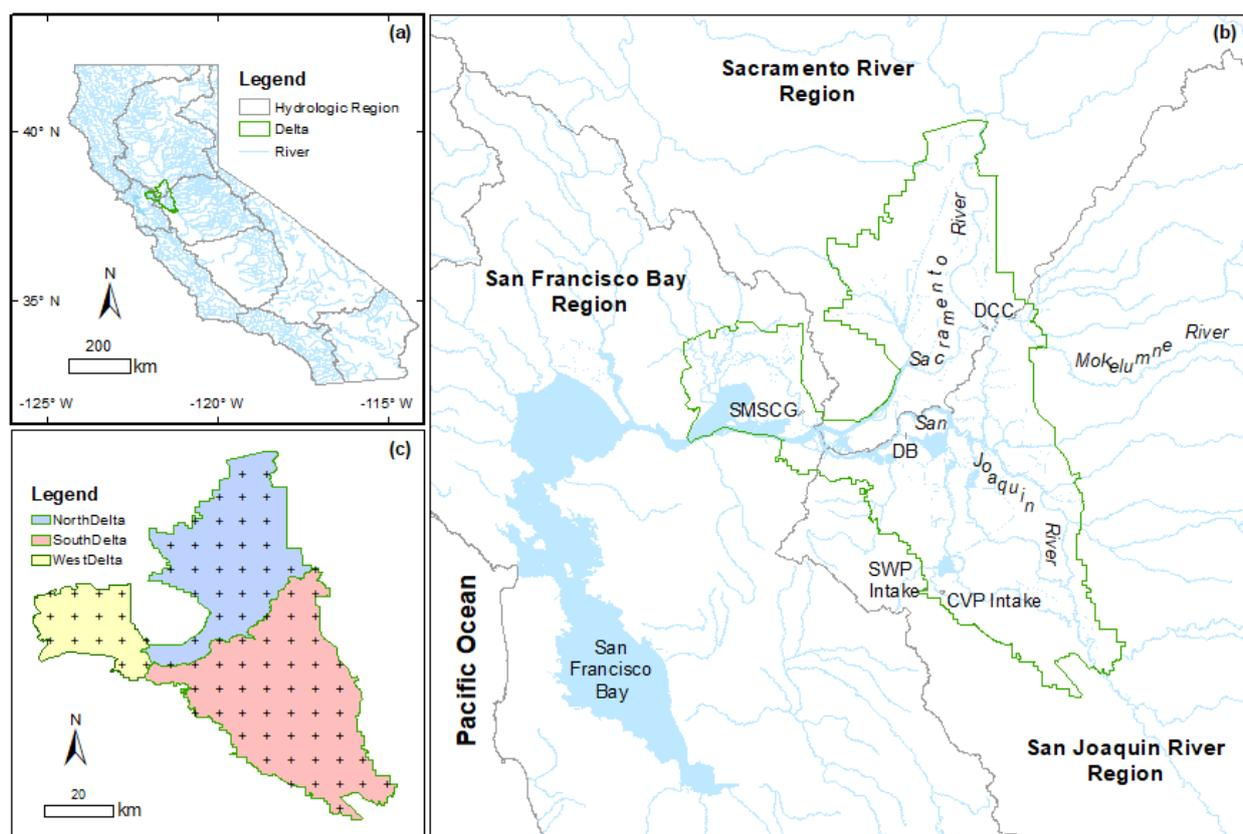 (a)
Legend
Hydrologic Region
Delta
River
40° N
35° N
N
200
km
-125° W
-120° W
-115° W
(b)
Sacramento River
Region
San Francisco Bay
Region
Sacramento River
DCC
Mokelumne River
SMSCG
DB
San Joaquin River
SWP
Intake
CVP Intake
San
Francisco
Bay
Pacific Ocean
San Joaquin River
Region
(c)
Legend
NorthDelta
SouthDelta
WestDelta
N
20
km